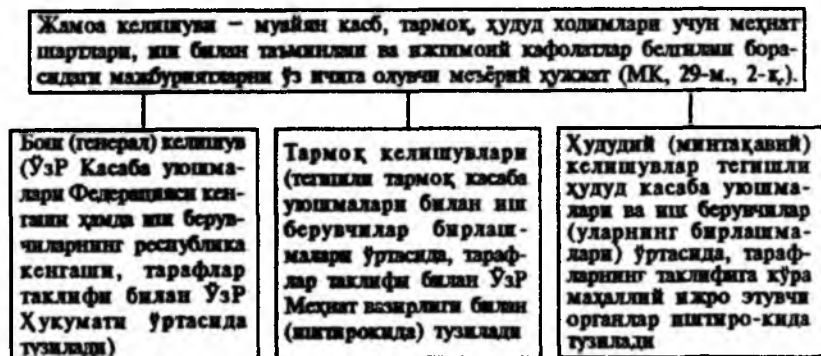 Жамоа келишуви — муайян касб, тармоқ, ҳудуд ходимлари учун меҳнат
шартлари, иш билан таъминлаш ва ижтимоий кафолатлар белгилаш бора-
сидаги мажбуриятларни ўз ичига олувчи меъёрий ҳужжат (МК, 29-м., 2-қ.).
Бош (генерал) келишув
(ЎзР Касаба уюшма-
лари Федерацияси кен-
гаши ҳамда иш берув-
чиларнинг республика
кенгаши, тарафлар
таклифи билан ЎзР
Ҳукумати ўртасида
тузилади)
Тармоқ келишувлари
(тегишли тармоқ касаба
уюшмалари билан иш
берувчилар бирлаш-
малари ўртасида, тараф-
лар таклифи билан ЎзР
Меҳнат вазирлиги билан
(иштирокида) тузилади
Ҳудудий (минтақавий)
келишувлар тегишли
ҳудуд касаба уюшма-
лари ва иш берувчилар
(уларнинг бирлашма-
лари) ўртасида, тараф-
ларнинг таклифига кўра
маҳаллий ижро этувчи
органлар иштиро-кида
тузилади